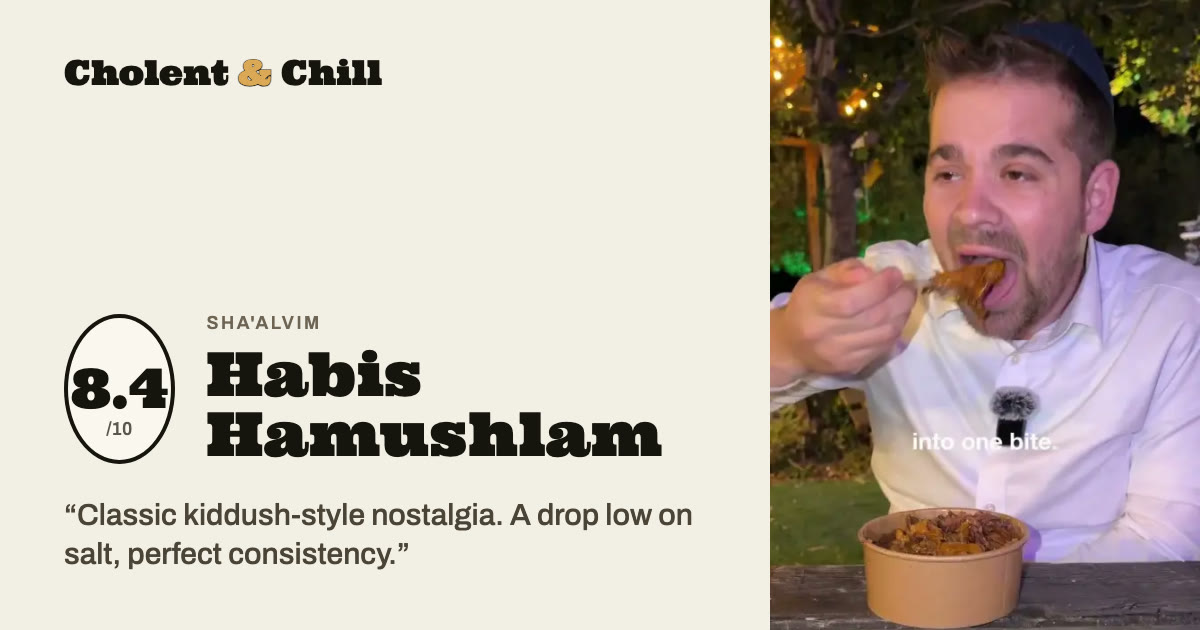 Cholent & Chill
SHA'ALVIM
8.4
/10
Habis
Hamushlam
“Classic kiddush-style nostalgia. A drop low on
salt, perfect consistency.”
into one bite.